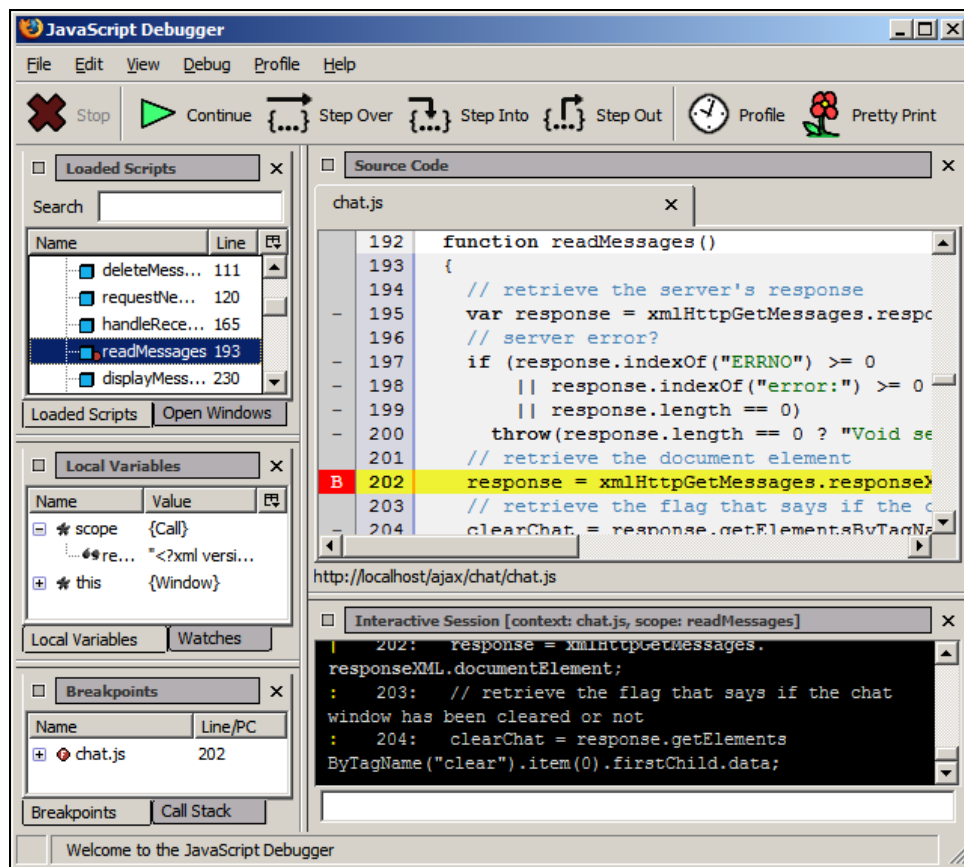 JavaScript Debugger
File Edit View Debug Profile Help
Stop Continue {...} Step Over {...} Step Into {...} Step Out Profile Pretty Print
Loaded Scripts
Search
Name Line
deleteMess... 111
requestNe... 120
handleRece... 165
readMessages 193
displayMess... 230
Loaded Scripts Open Windows
Local Variables
Name Value
scope {Call}
re... "<?xml versi...
this {Window}
Local Variables Watches
Breakpoints
Name Line/PC
chat.js 202
Breakpoints Call Stack
Source Code
chat.js
192 function readMessages()
193 {
194 // retrieve the server's response
– 195 var response = xmlHttpGetMessages.respo
196 // server error?
– 197 if (response.indexOf("ERRNO") >= 0
– 198 || response.indexOf("error:") >= 0
– 199 || response.length == 0)
– 200 throw(response.length == 0 ? "Void se
201 // retrieve the document element
B 202 response = xmlHttpGetMessages.responseX
203 // retrieve the flag that says if the c
– 204 clearChat = response.getElementsByTagNa
http://localhost/ajax/chat/chat.js
Interactive Session [context: chat.js, scope: readMessages]
| 202: response = xmlHttpGetMessages.
responseXML.documentElement;
: 203: // retrieve the flag that says if the chat
window has been cleared or not
: 204: clearChat = response.getElements
ByTagName("clear").item(0).firstChild.data;
Welcome to the JavaScript Debugger